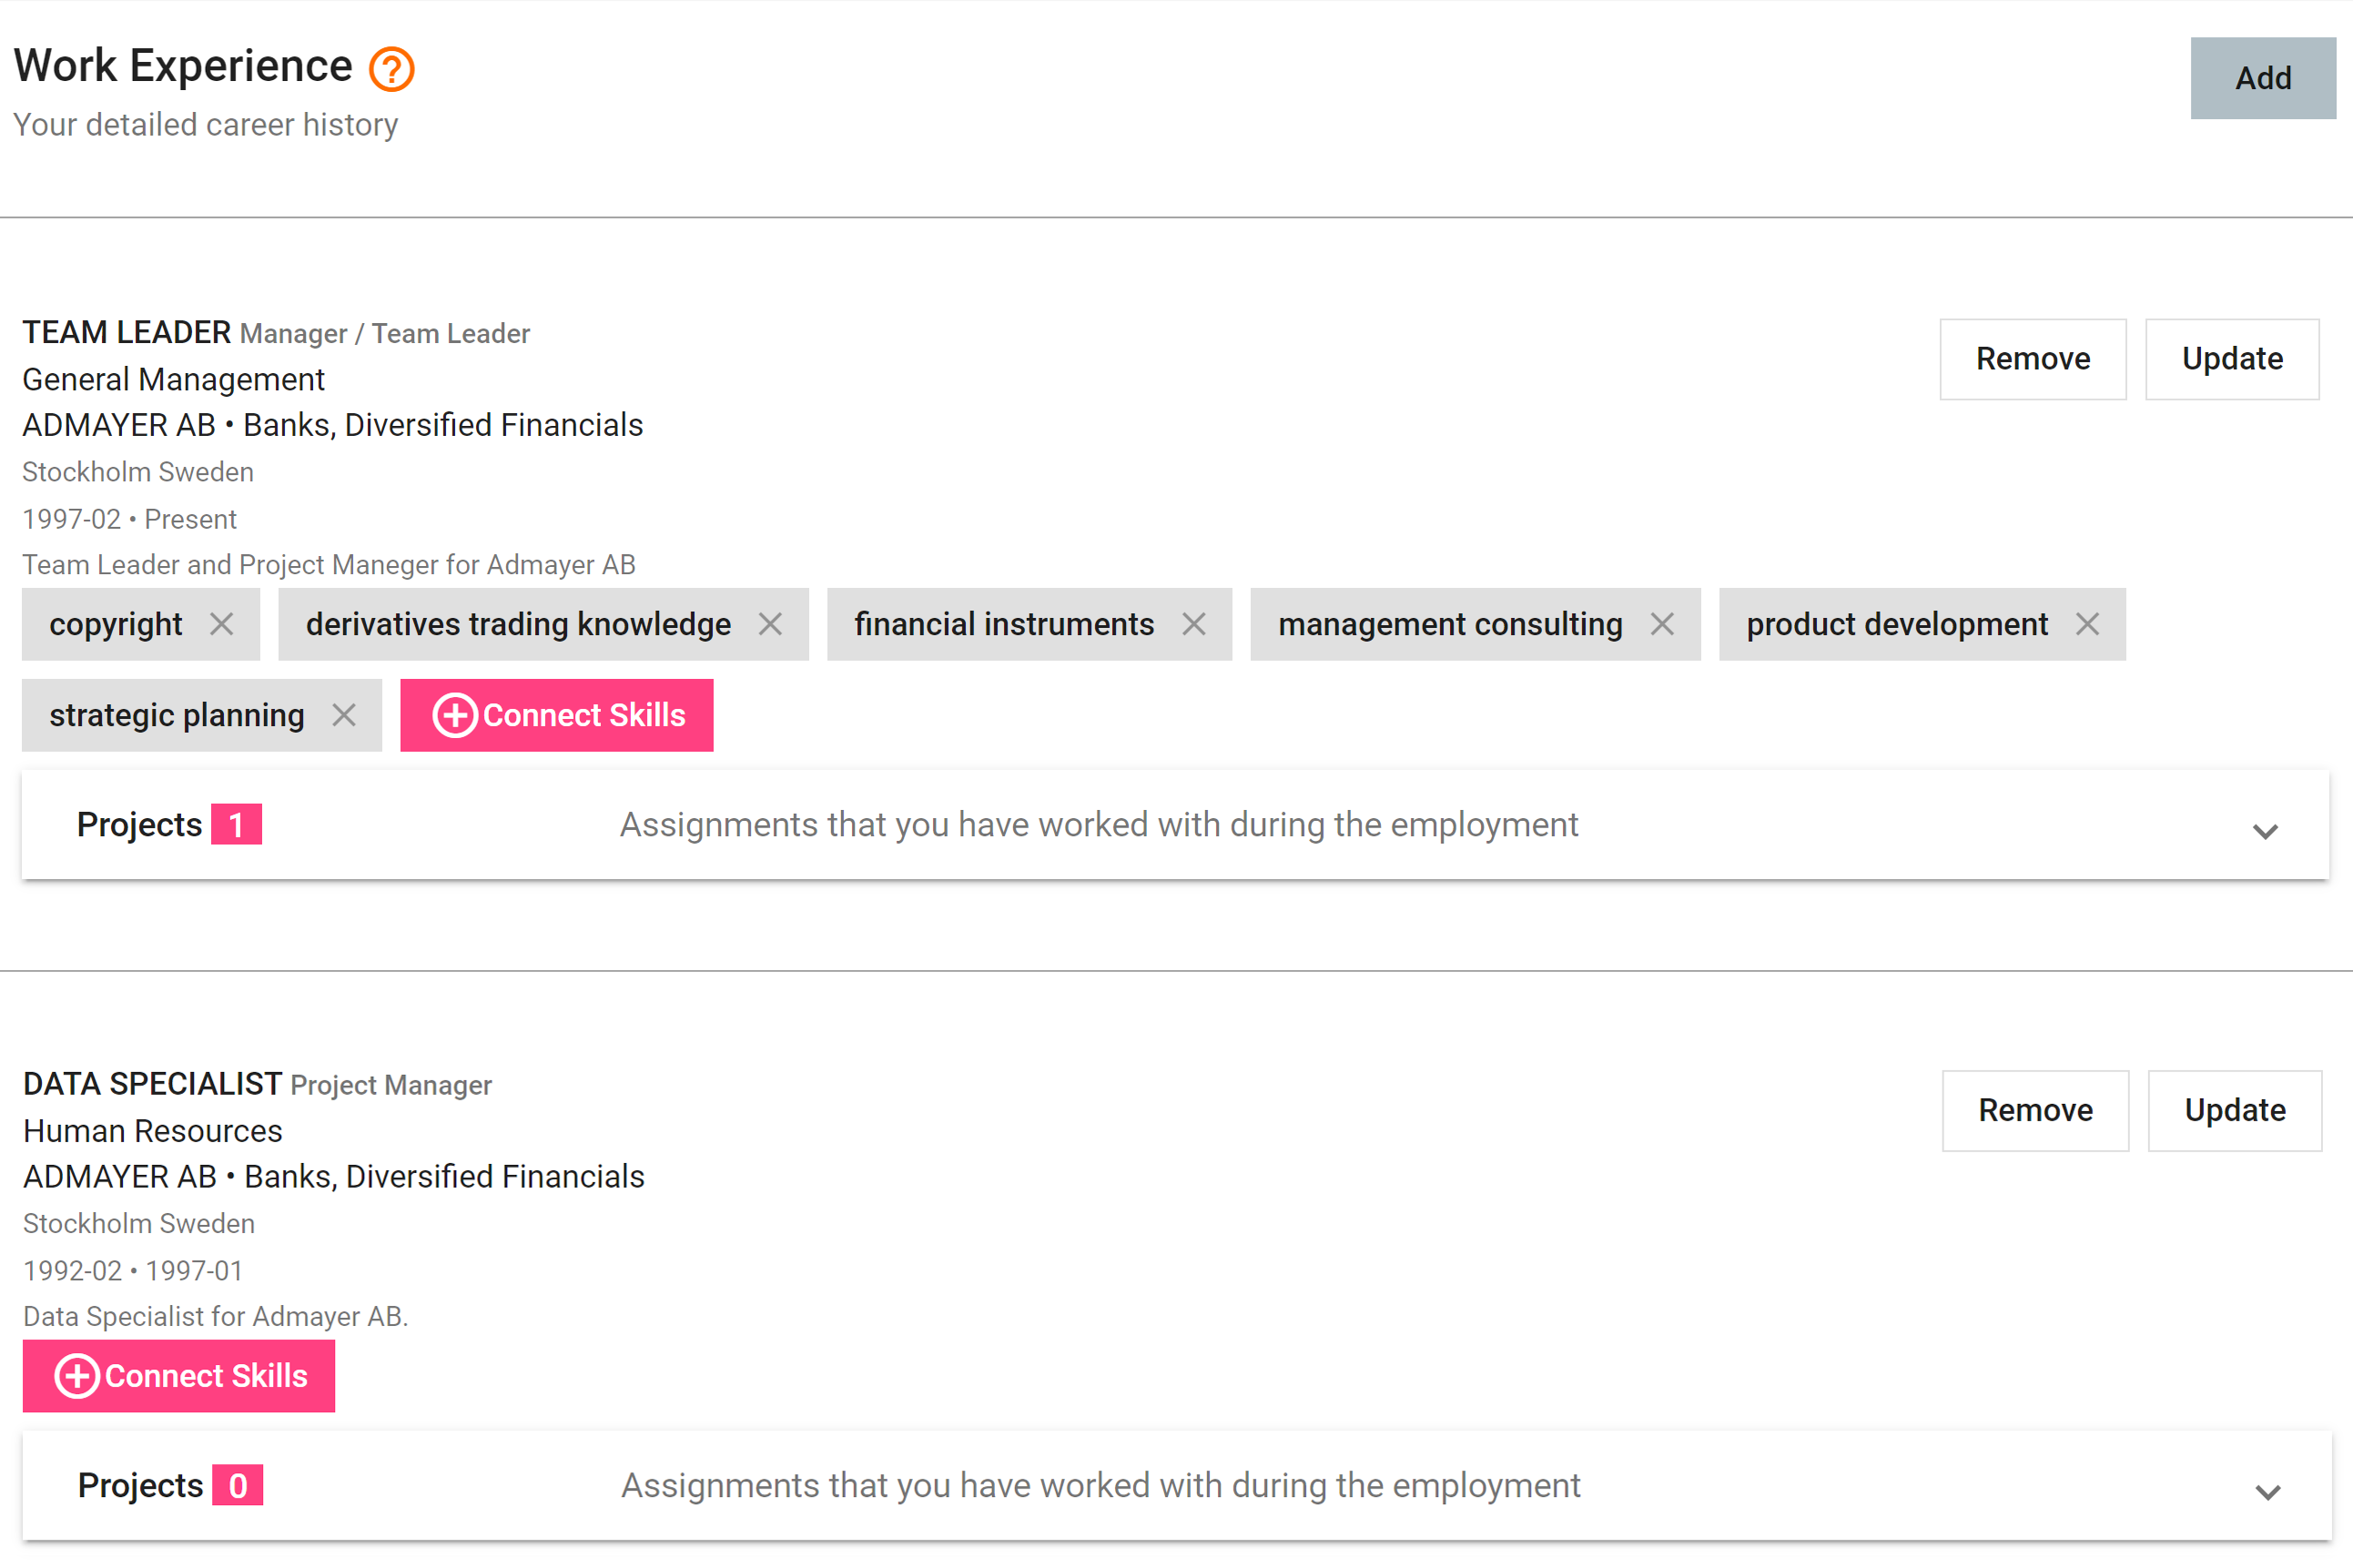 Work Experience
Add
Your detailed career history
TEAM LEADER Manager / Team Leader
Remove
Update
General Management
ADMAYER AB • Banks, Diversified Financials
Stockholm Sweden
1997-02 • Present
Team Leader and Project Maneger for Admayer AB
copyright
derivatives trading knowledge
financial instruments
management consulting
product development
strategic planning
Connect Skills
Projects 1
Assignments that you have worked with during the employment
DATA SPECIALIST Project Manager
Remove
Update
Human Resources
ADMAYER AB • Banks, Diversified Financials
Stockholm Sweden
1992-02 • 1997-01
Data Specialist for Admayer AB.
Connect Skills
Projects 0
Assignments that you have worked with during the employment